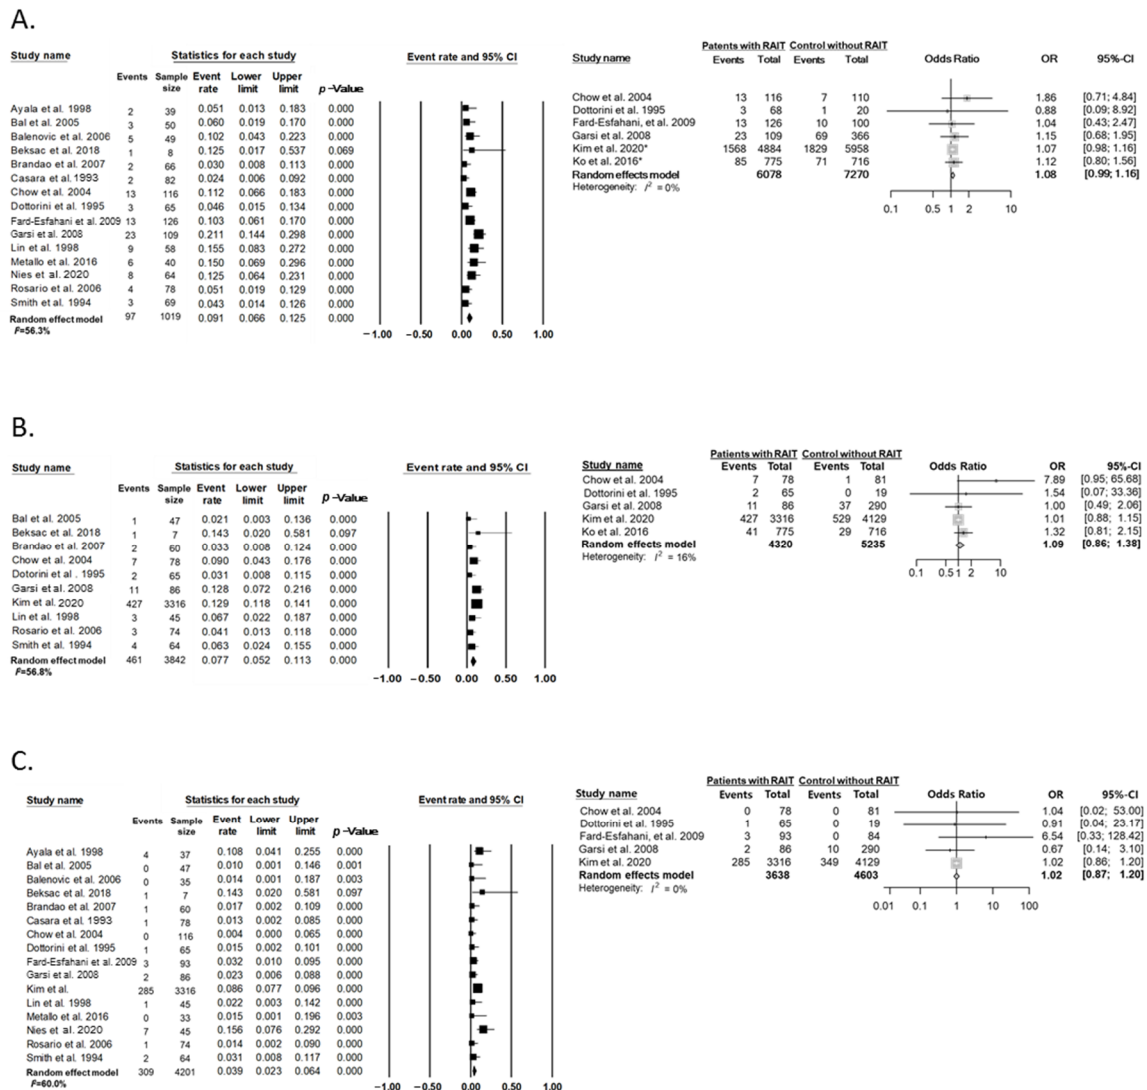 A.
Study name Statistics for each study Event rate and 95% CI
Events Sample size Event rate Lower limit Upper limit p -Value
Ayala et al. 1998 2 39 0.051 0.013 0.183 0.000
Bal et al. 2005 3 50 0.060 0.019 0.170 0.000
Balenovic et al. 2006 5 49 0.102 0.043 0.223 0.000
Beksac et al. 2018 1 8 0.125 0.017 0.537 0.069
Brandao et al. 2007 2 66 0.030 0.008 0.113 0.000
Casara et al. 1993 2 82 0.024 0.006 0.092 0.000
Chow et al. 2004 13 116 0.112 0.066 0.183 0.000
Dottorini et al. 1995 3 65 0.046 0.015 0.134 0.000
Fard-Esfahani et al. 2009 13 126 0.103 0.061 0.170 0.000
Garsi et al. 2008 23 109 0.211 0.144 0.298 0.000
Lin et al. 1998 9 58 0.155 0.083 0.272 0.000
Metallo et al. 2016 6 40 0.150 0.069 0.296 0.000
Nies et al. 2020 8 64 0.125 0.064 0.231 0.000
Rosario et al. 2006 4 78 0.051 0.019 0.129 0.000
Smith et al. 1994 3 69 0.043 0.014 0.126 0.000
Random effect model 97 1019 0.091 0.066 0.125 0.000
I²=56.3%
−1.00 −0.50 0.00 0.50 1.00
Patents with RAIT Control without RAIT
Study name Events Total Events Total Odds Ratio OR 95%-CI
Chow et al. 2004 13 116 7 110 1.86 [0.71; 4.84]
Dottorini et al. 1995 3 68 1 20 0.88 [0.09; 8.92]
Fard-Esfahani, et al. 2009 13 126 10 100 1.04 [0.43; 2.47]
Garsi et al. 2008 23 109 69 366 1.15 [0.68; 1.95]
Kim et al. 2020* 1568 4884 1829 5958 1.07 [0.98; 1.16]
Ko et al. 2016* 85 775 71 716 1.12 [0.80; 1.56]
Random effects model 6078 7270 1.08 [0.99; 1.16]
Heterogeneity: I² = 0%
0.1 0.5 1 2 10
B.
Study name Statistics for each study Event rate and 95% CI
Events Sample size Event rate Lower limit Upper limit p -Value
Bal et al. 2005 1 47 0.021 0.003 0.136 0.000
Beksac et al. 2018 1 7 0.143 0.020 0.581 0.097
Brandao et al. 2007 2 60 0.033 0.008 0.124 0.000
Chow et al. 2004 7 78 0.090 0.043 0.176 0.000
Dotorini et al . 1995 2 65 0.031 0.008 0.115 0.000
Garsi et al. 2008 11 86 0.128 0.072 0.216 0.000
Kim et al. 2020 427 3316 0.129 0.118 0.141 0.000
Lin et al. 1998 3 45 0.067 0.022 0.187 0.000
Rosario et al. 2006 3 74 0.041 0.013 0.118 0.000
Smith et al. 1994 4 64 0.063 0.024 0.155 0.000
Random effect model 461 3842 0.077 0.052 0.113 0.000
I²=56.8%
−1.00 −0.50 0.00 0.50 1.00
Patients with RAIT Control without RAIT
Study name Events Total Events Total Odds Ratio OR 95%-CI
Chow et al. 2004 7 78 1 81 7.89 [0.95; 65.68]
Dottorini et al. 1995 2 65 0 19 1.54 [0.07; 33.36]
Garsi et al. 2008 11 86 37 290 1.00 [0.49; 2.06]
Kim et al. 2020 427 3316 529 4129 1.01 [0.88; 1.15]
Ko et al. 2016 41 775 29 716 1.32 [0.81; 2.15]
Random effects model 4320 5235 1.09 [0.86; 1.38]
Heterogeneity: I² = 16%
0.1 0.5 1 2 10
C.
Study name Statistics for each study Event rate and 95% CI
Events Sample size Event rate Lower limit Upper limit p -Value
Ayala et al. 1998 4 37 0.108 0.041 0.255 0.000
Bal et al. 2005 0 47 0.010 0.001 0.146 0.001
Balenovic et al. 2006 0 35 0.014 0.001 0.187 0.003
Beksac et al. 2018 1 7 0.143 0.020 0.581 0.097
Brandao et al. 2007 1 60 0.017 0.002 0.109 0.000
Casara et al. 1993 1 78 0.013 0.002 0.085 0.000
Chow et al. 2004 0 116 0.004 0.000 0.065 0.000
Dottorini et al. 1995 1 65 0.015 0.002 0.101 0.000
Fard-Esfahani et al. 2009 3 93 0.032 0.010 0.095 0.000
Garsi et al. 2008 2 86 0.023 0.006 0.088 0.000
Kim et al. 285 3316 0.086 0.077 0.096 0.000
Lin et al. 1998 1 45 0.022 0.003 0.142 0.000
Metallo et al. 2016 0 33 0.015 0.001 0.196 0.003
Nies et al. 2020 7 45 0.156 0.076 0.292 0.000
Rosario et al. 2006 1 74 0.014 0.002 0.090 0.000
Smith et al. 1994 2 64 0.031 0.008 0.117 0.000
Random effect model 309 4201 0.039 0.023 0.064 0.000
I²=60.0%
−1.00 −0.50 0.00 0.50 1.00
Patients with RAIT Control without RAIT
Study name Events Total Events Total Odds Ratio OR 95%-CI
Chow et al. 2004 0 78 0 81 1.04 [0.02; 53.00]
Dottorini et al. 1995 1 65 0 19 0.91 [0.04; 23.17]
Fard-Esfahani, et al. 2009 3 93 0 84 6.54 [0.33; 128.42]
Garsi et al. 2008 2 86 10 290 0.67 [0.14; 3.10]
Kim et al. 2020 285 3316 349 4129 1.02 [0.86; 1.20]
Random effects model 3638 4603 1.02 [0.87; 1.20]
Heterogeneity: I² = 0%
0.01 0.1 1 10 100